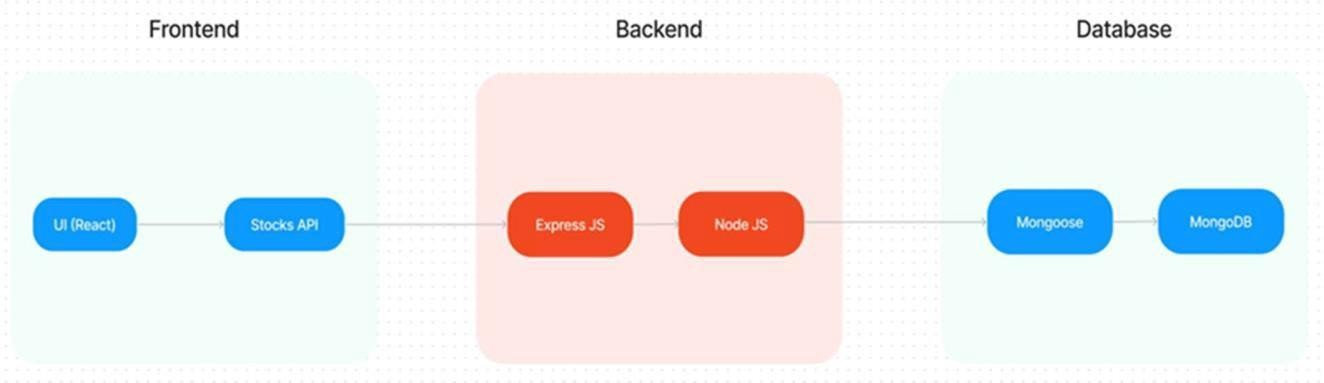 Frontend
Backend
Database
UI (React)
Stocks API
Express JS
Node JS
Mongoose
MongoDB